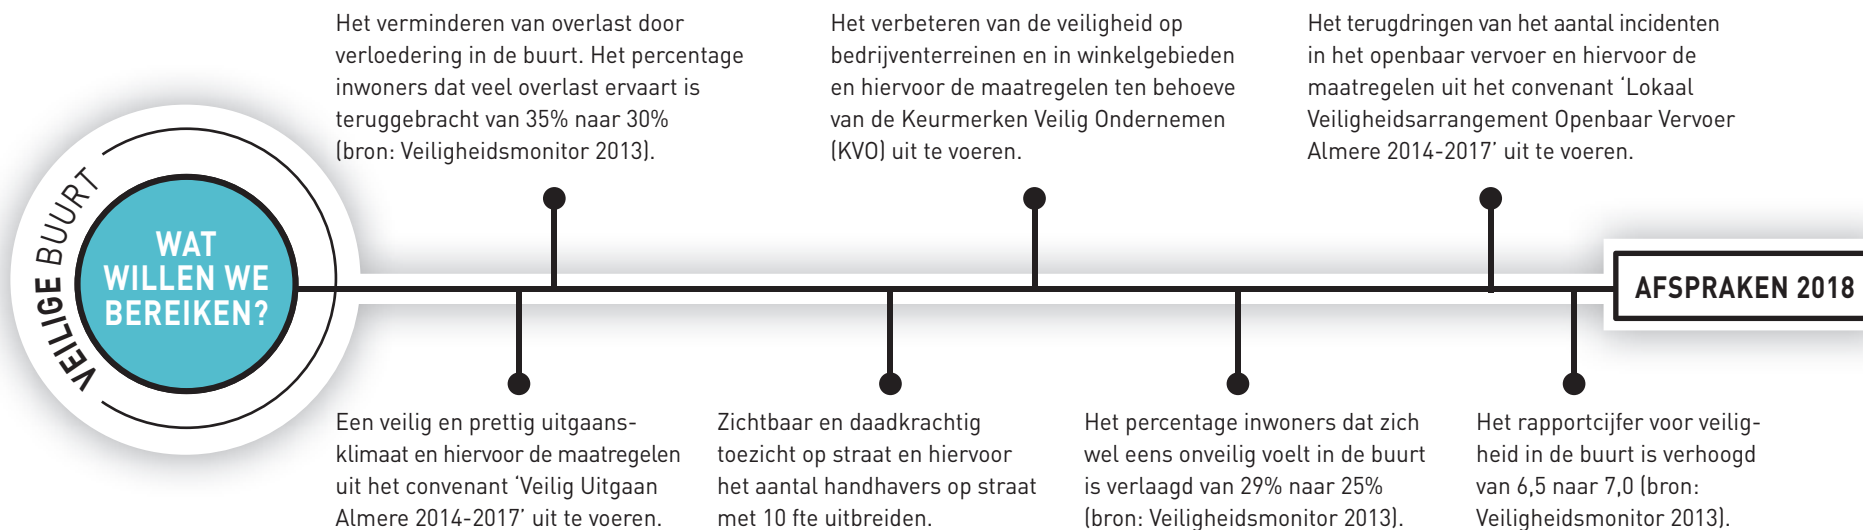 Het verminderen van overlast door
verloedering in de buurt. Het percentage
inwoners dat veel overlast ervaart is
teruggebracht van 35% naar 30%
(bron: Veiligheidsmonitor 2013).
Het verbeteren van de veiligheid op
bedrijventerreinen en in winkelgebieden
en hiervoor de maatregelen ten behoeve
van de Keurmerken Veilig Ondernemen
(KVO) uit te voeren.
Het terugdringen van het aantal incidenten
in het openbaar vervoer en hiervoor de
maatregelen uit het convenant ‘Lokaal
Veiligheidsarrangement Openbaar Vervoer
Almere 2014-2017’ uit te voeren.
VEILIGE BUURT
WAT
WILLEN WE
BEREIKEN?
AFSPRAKEN 2018
Een veilig en prettig uitgaans-
klimaat en hiervoor de maatregelen
uit het convenant ‘Veilig Uitgaan
Almere 2014-2017’ uit te voeren.
Zichtbaar en daadkrachtig
toezicht op straat en hiervoor
het aantal handhavers op straat
met 10 fte uitbreiden.
Het percentage inwoners dat zich
wel eens onveilig voelt in de buurt
is verlaagd van 29% naar 25%
(bron: Veiligheidsmonitor 2013).
Het rapportcijfer voor veilig-
heid in de buurt is verhoogd
van 6,5 naar 7,0 (bron:
Veiligheidsmonitor 2013).